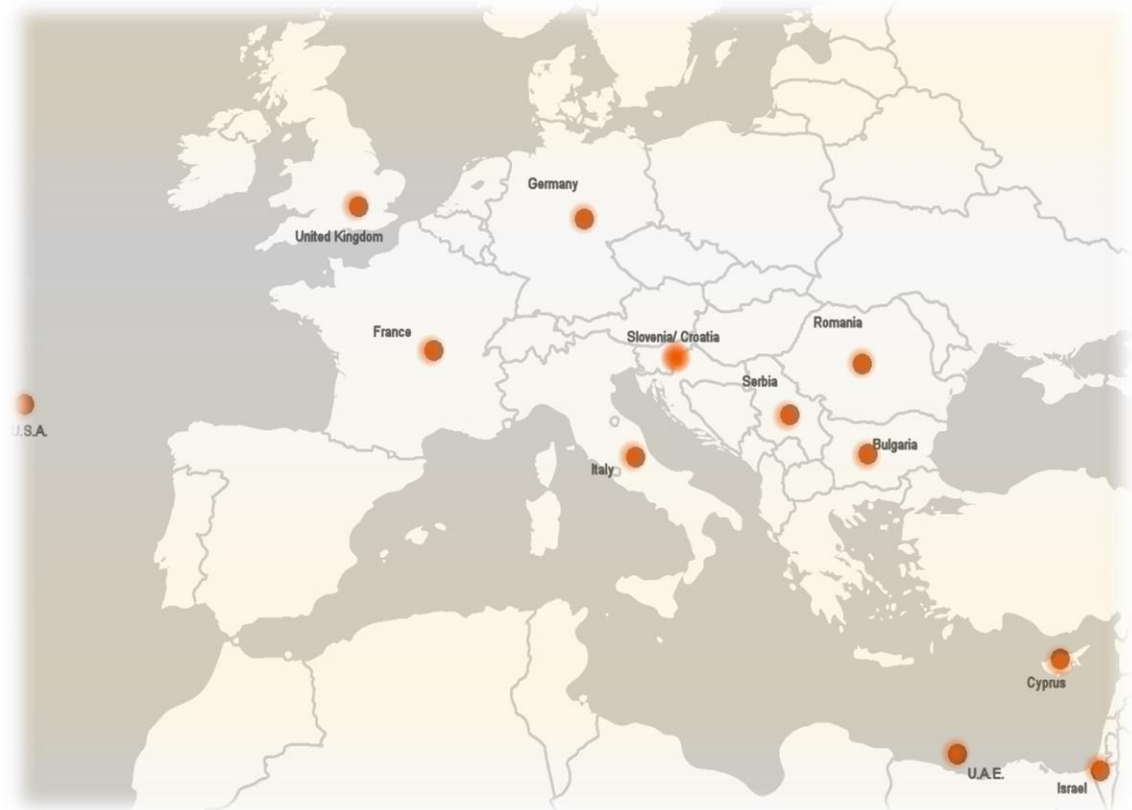 Germany
United Kingdom
Romania
France
Slovenia/ Croatia
Serbia
U.S.A.
Bulgaria
Italy
Cyprus
U.A.E.
Israel